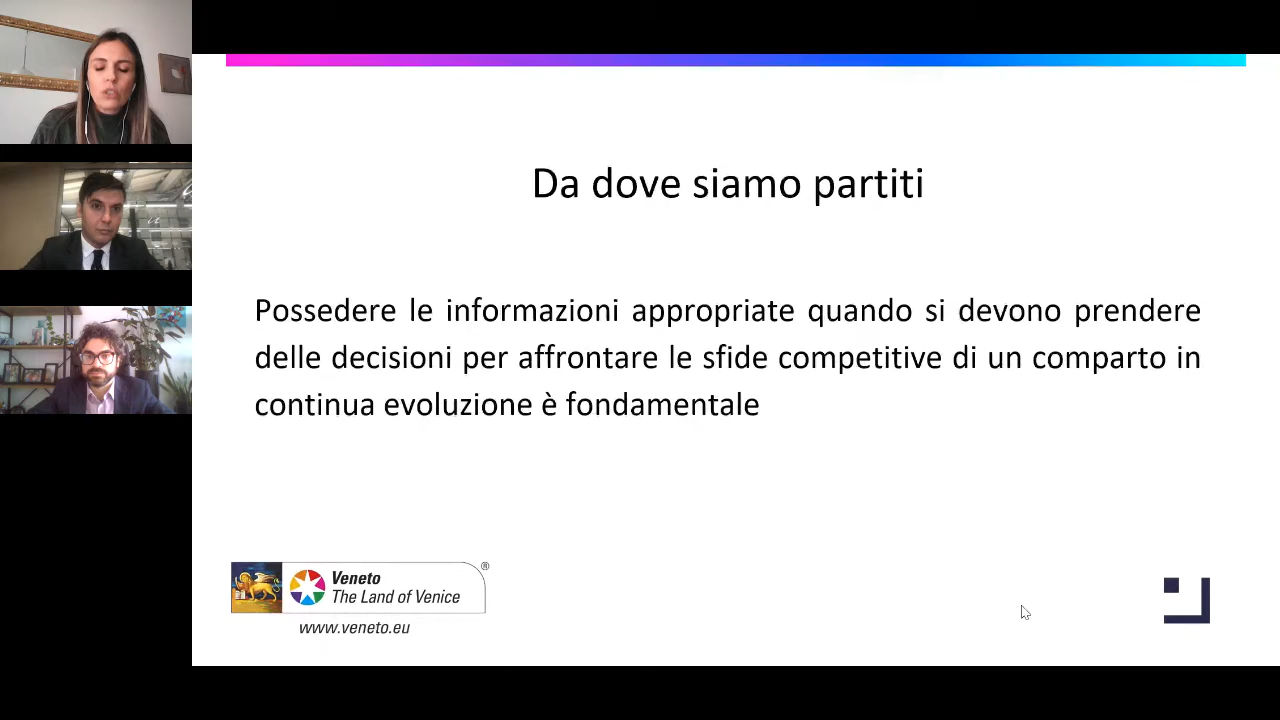 Da dove siamo partiti
Possedere le informazioni appropriate quando si devono prendere
delle decisioni per affrontare le sfide competitive di un comparto in
continua evoluzione è fondamentale
Veneto ®
The Land of Venice
www.veneto.eu